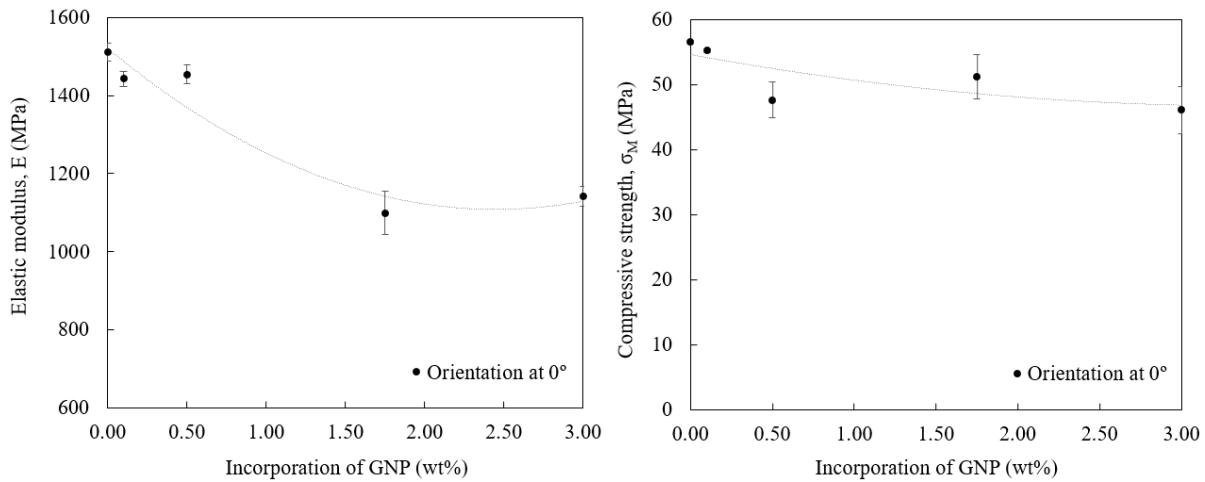 1600
1400
1200
1000
800
600
Elastic modulus, E (MPa)
Orientation at 0º
0.00 0.50 1.00 1.50 2.00 2.50 3.00
Incorporation of GNP (wt%)
60
50
40
30
20
10
0
Compressive strength, σM (MPa)
Orientation at 0º
0.00 0.50 1.00 1.50 2.00 2.50 3.00
Incorporation of GNP (wt%)